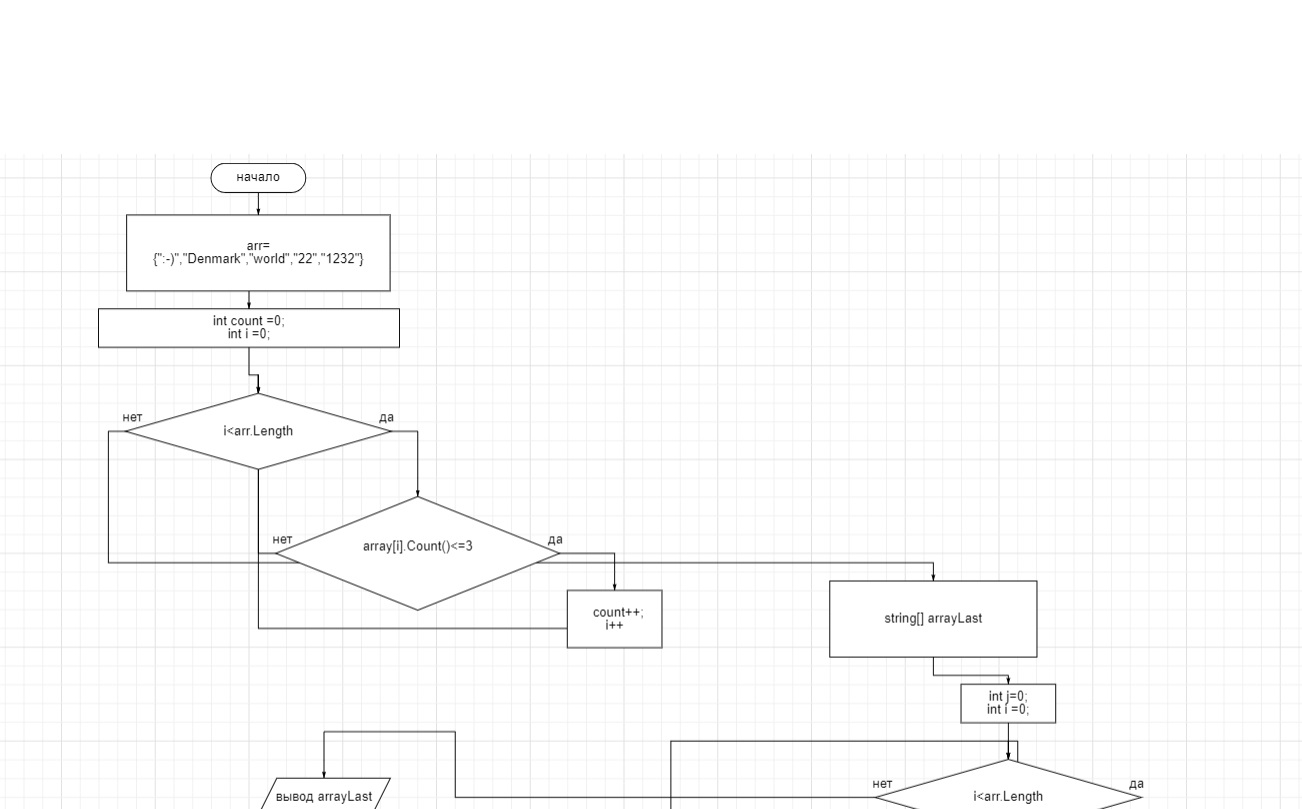 начало
arr=
{":-)","Denmark","world","22","1232"}
int count =0;
int i =0;
нет
да
i<arr.Length
нет
да
array[i].Count()<=3
count++;
i++
string[] arrayLast
int j=0;
int i =0;
нет
да
i<arr.Length
вывод arrayLast